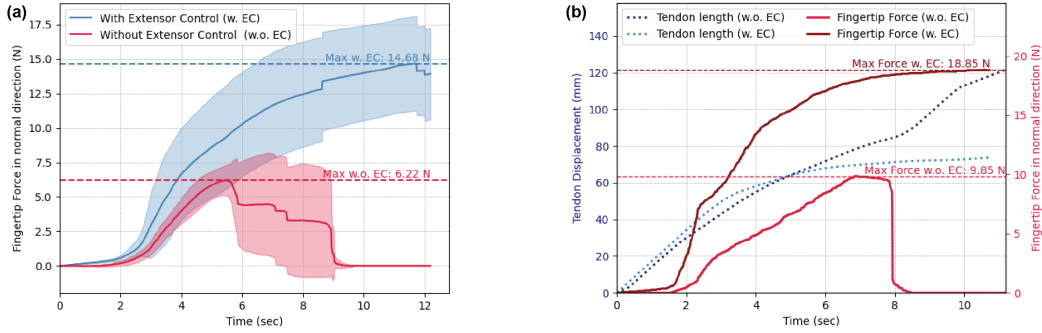 (a)
Fingertip Force in normal direction (N)
17.5
15.0
12.5
10.0
7.5
5.0
2.5
0.0
With Extensor Control (w. EC)
Without Extensor Control  (w.o. EC)
Max w. EC: 14.68 N
Max w.o. EC: 6.22 N
0 2 4 6 8 10 12
Time (sec)
(b)
Tendon Displacement (mm)
140
120
100
80
60
40
20
0
Tendon length (w.o. EC)
Tendon length (w. EC)
Fingertip Force (w.o. EC)
Fingertip Force (w. EC)
Max Force w. EC: 18.85 N
Max Force w.o. EC: 9.85 N
20
15
10
5
0
Fingertip Force in normal direction (N)
0 2 4 6 8 10
Time (sec)